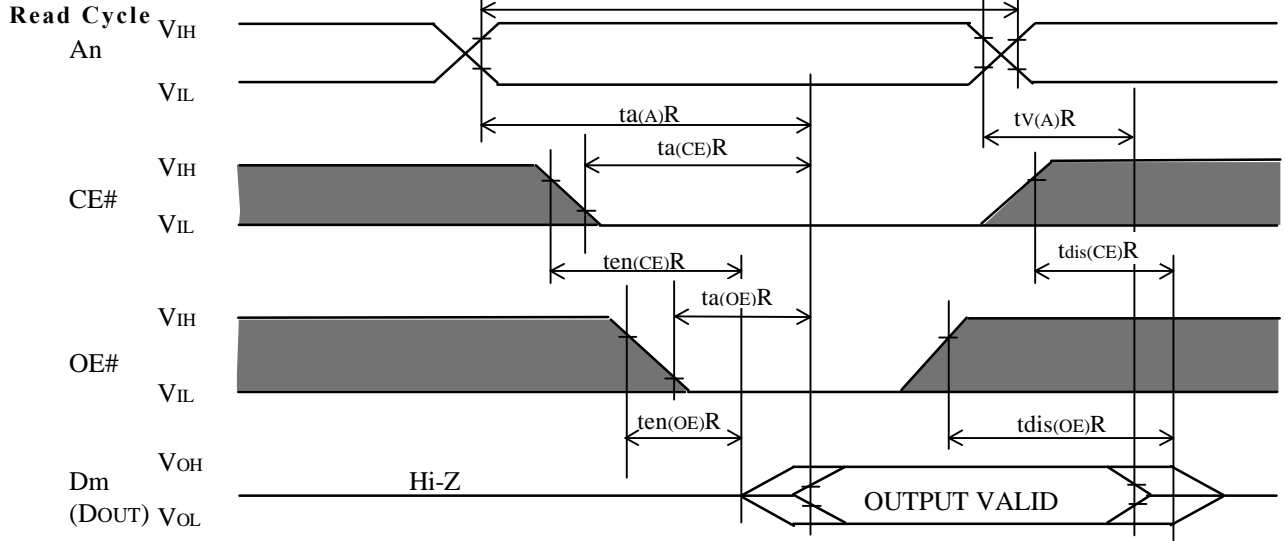 Read Cycle
VIH
An
VIL
ta(A)R
tV(A)R
ta(CE)R
VIH
CE#
VIL
ten(CE)R
tdis(CE)R
ta(OE)R
VIH
OE#
VIL
ten(OE)R
tdis(OE)R
VOH
Dm
Hi-Z
OUTPUT VALID
(DOUT)
VOL